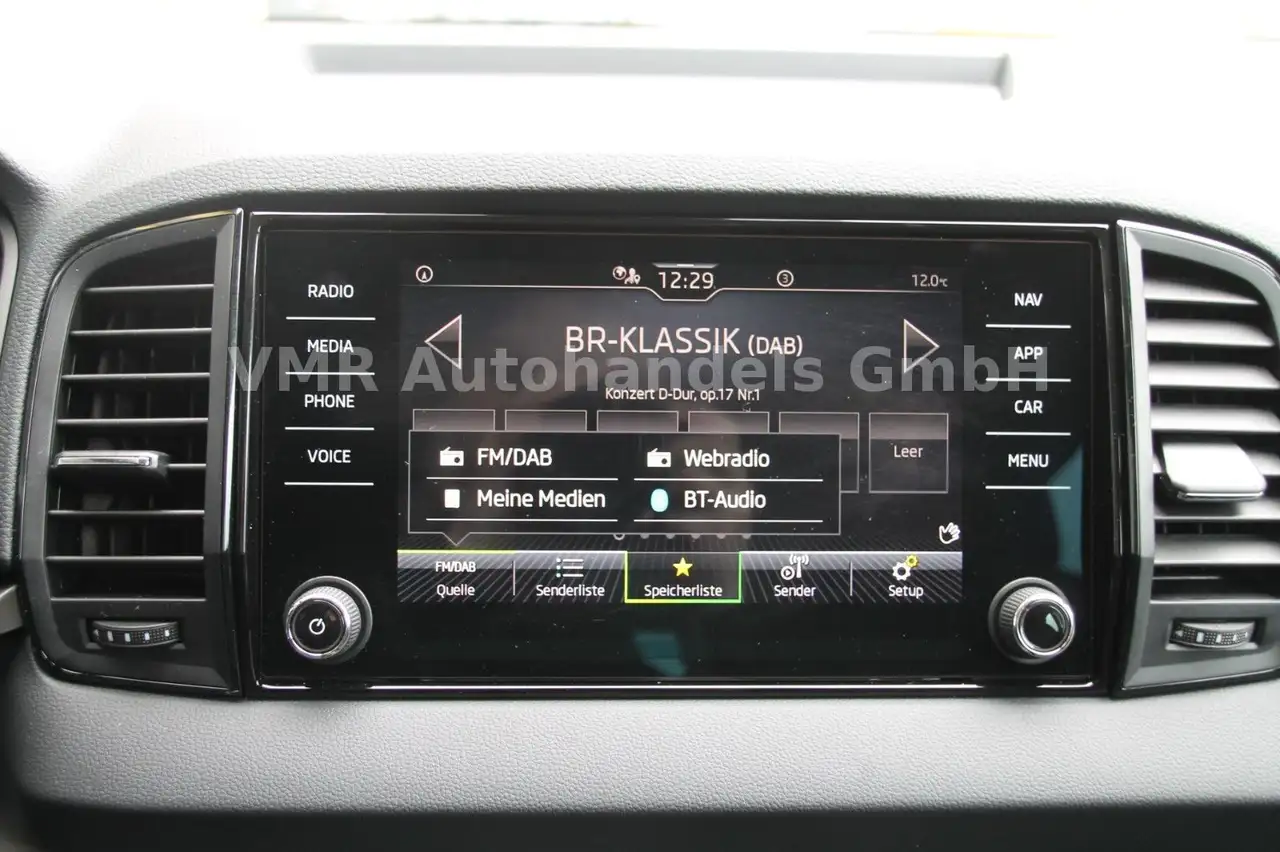 RADIO
MEDIA
PHONE
VOICE
12:29
3
12.0°C
BR-KLASSIK (DAB)
VMR Autohandels GmbH
Konzert D-Dur, op.17 Nr.1
Leer
FM/DAB
Webradio
Meine Medien
BT-Audio
FM/DAB
Quelle
Senderliste
Speicherliste
Sender
Setup
NAV
APP
CAR
MENU